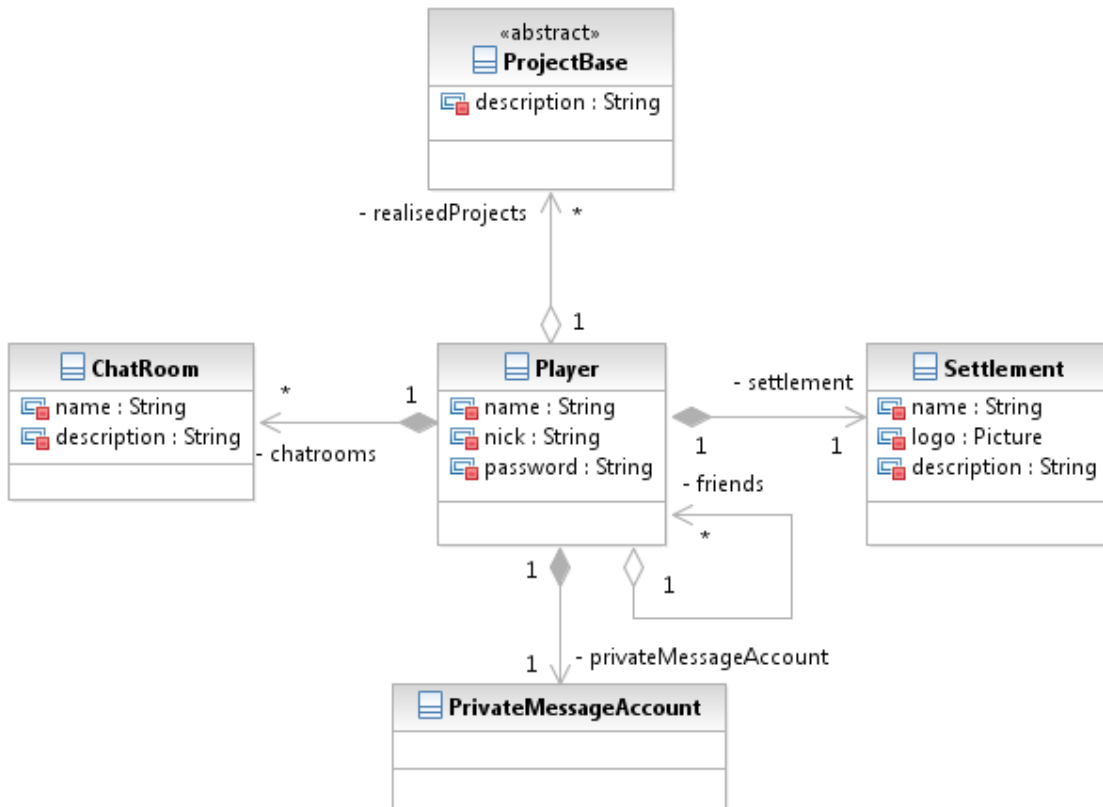 «abstract»
ProjectBase
description : String
- realisedProjects
*
1
ChatRoom
name : String
description : String
*
1
- chatrooms
Player
name : String
nick : String
password : String
- settlement
1
1
Settlement
name : String
logo : Picture
description : String
- friends
*
1
1
1
- privateMessageAccount
PrivateMessageAccount